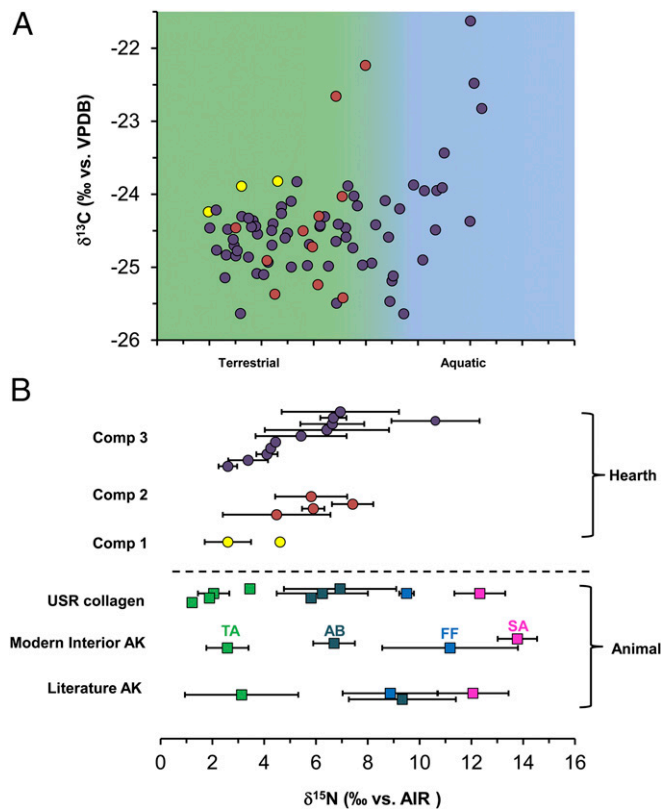 A
δ¹³C (‰ vs. VPDB)
-21
-22
-23
-24
-25
-26
Terrestrial
Aquatic
B
Comp 3
Comp 2
Hearth
Comp 1
USR collagen
TA
AB
FF
SA
Modern Interior AK
Animal
Literature AK
0
2
4
6
8
10
12
14
16
δ¹⁵N (‰ vs. AIR )